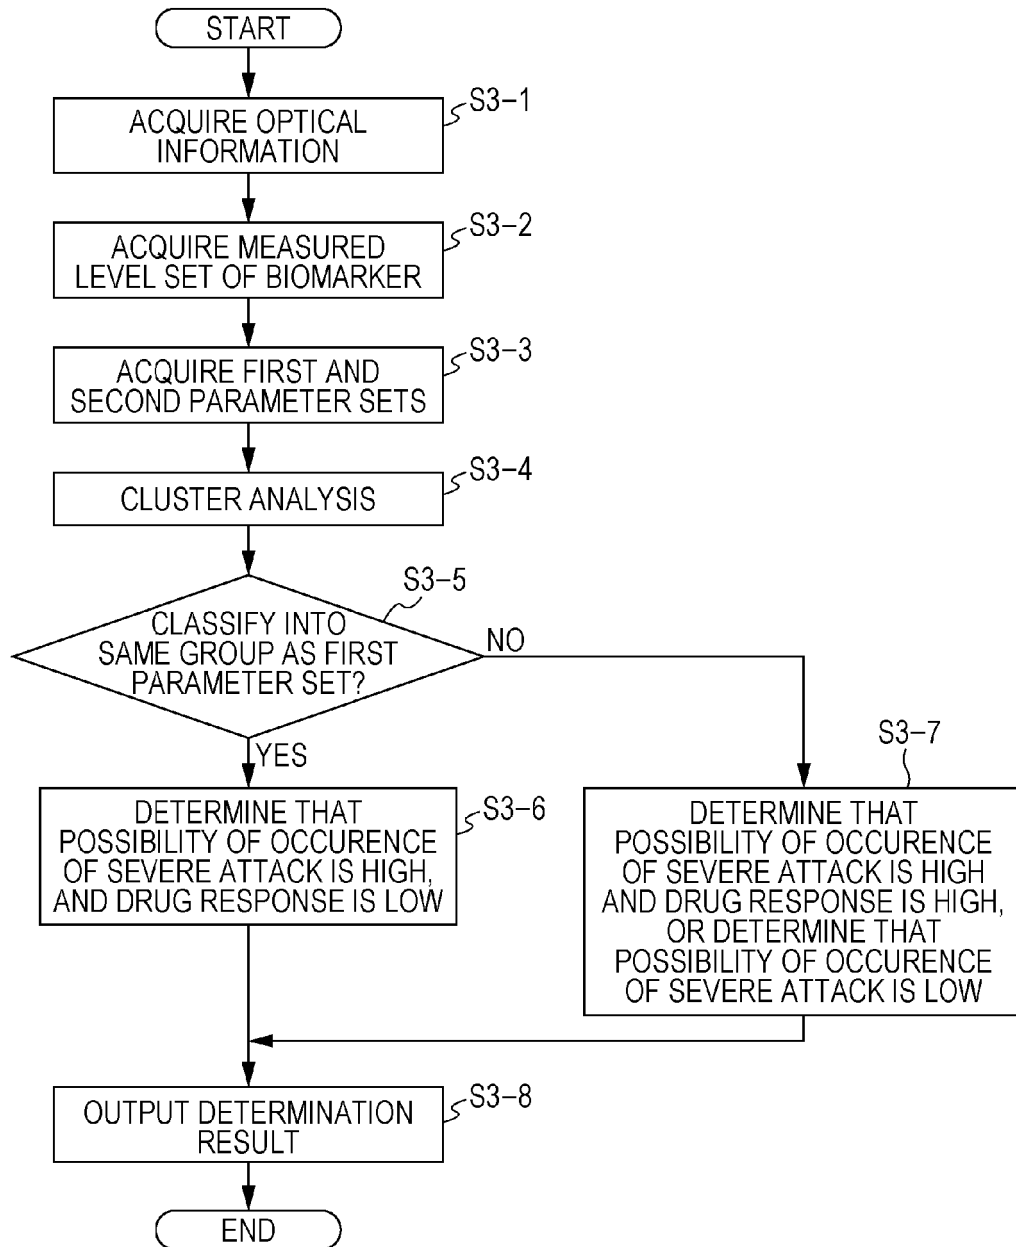 START
S3-1
ACQUIRE OPTICAL
INFORMATION
S3-2
ACQUIRE MEASURED
LEVEL SET OF BIOMARKER
S3-3
ACQUIRE FIRST AND
SECOND PARAMETER SETS
S3-4
CLUSTER ANALYSIS
S3-5
CLASSIFY INTO
SAME GROUP AS FIRST
PARAMETER SET?
NO
YES
S3-6
DETERMINE THAT
POSSIBILITY OF OCCURENCE
OF SEVERE ATTACK IS HIGH,
AND DRUG RESPONSE IS LOW
S3-7
DETERMINE THAT
POSSIBILITY OF OCCURENCE
OF SEVERE ATTACK IS HIGH
AND DRUG RESPONSE IS HIGH,
OR DETERMINE THAT
POSSIBILITY OF OCCURENCE
OF SEVERE ATTACK IS LOW
S3-8
OUTPUT DETERMINATION
RESULT
END